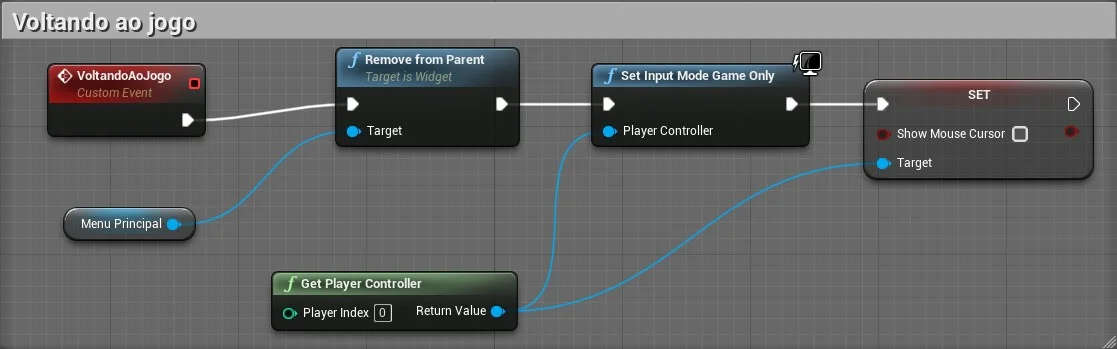 Voltando ao jogo
VoltandoAoJogo
Custom Event
f Remove from Parent
Target is Widget
Target
f Set Input Mode Game Only
Player Controller
SET
Show Mouse Cursor
Target
Menu Principal
f Get Player Controller
Player Index 0 Return Value